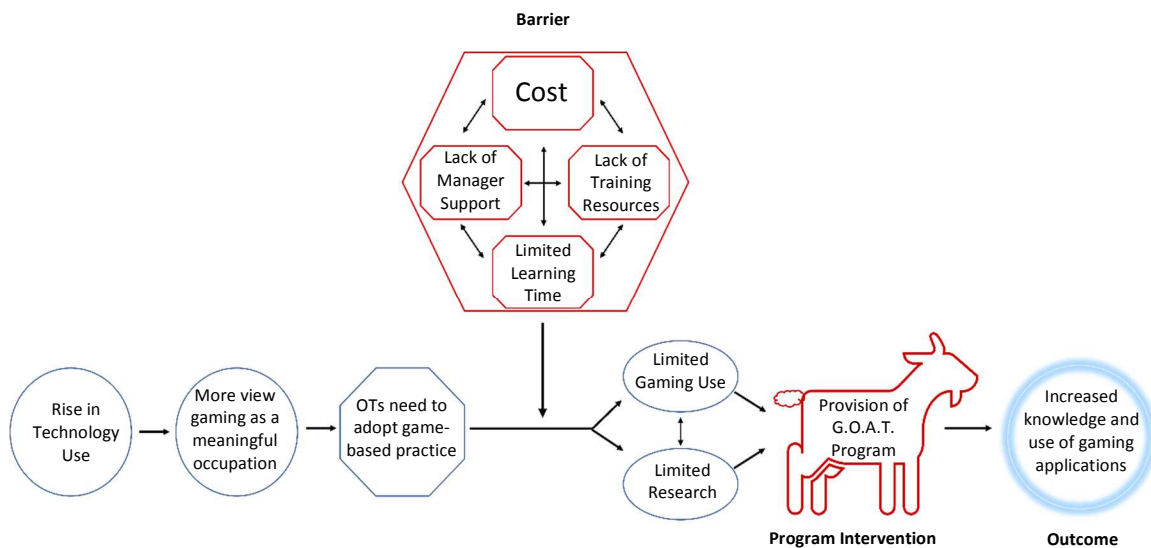 Barrier
Cost
Lack of
Manager
Support
Lack of
Training
Resources
Limited
Learning
Time
Rise in
Technology
Use
More view
gaming as a
meaningful
occupation
OTs need to
adopt game-
based practice
Limited
Gaming Use
Limited
Research
Provision of
G.O.A.T.
Program
Increased
knowledge and
use of gaming
applications
Program Intervention
Outcome